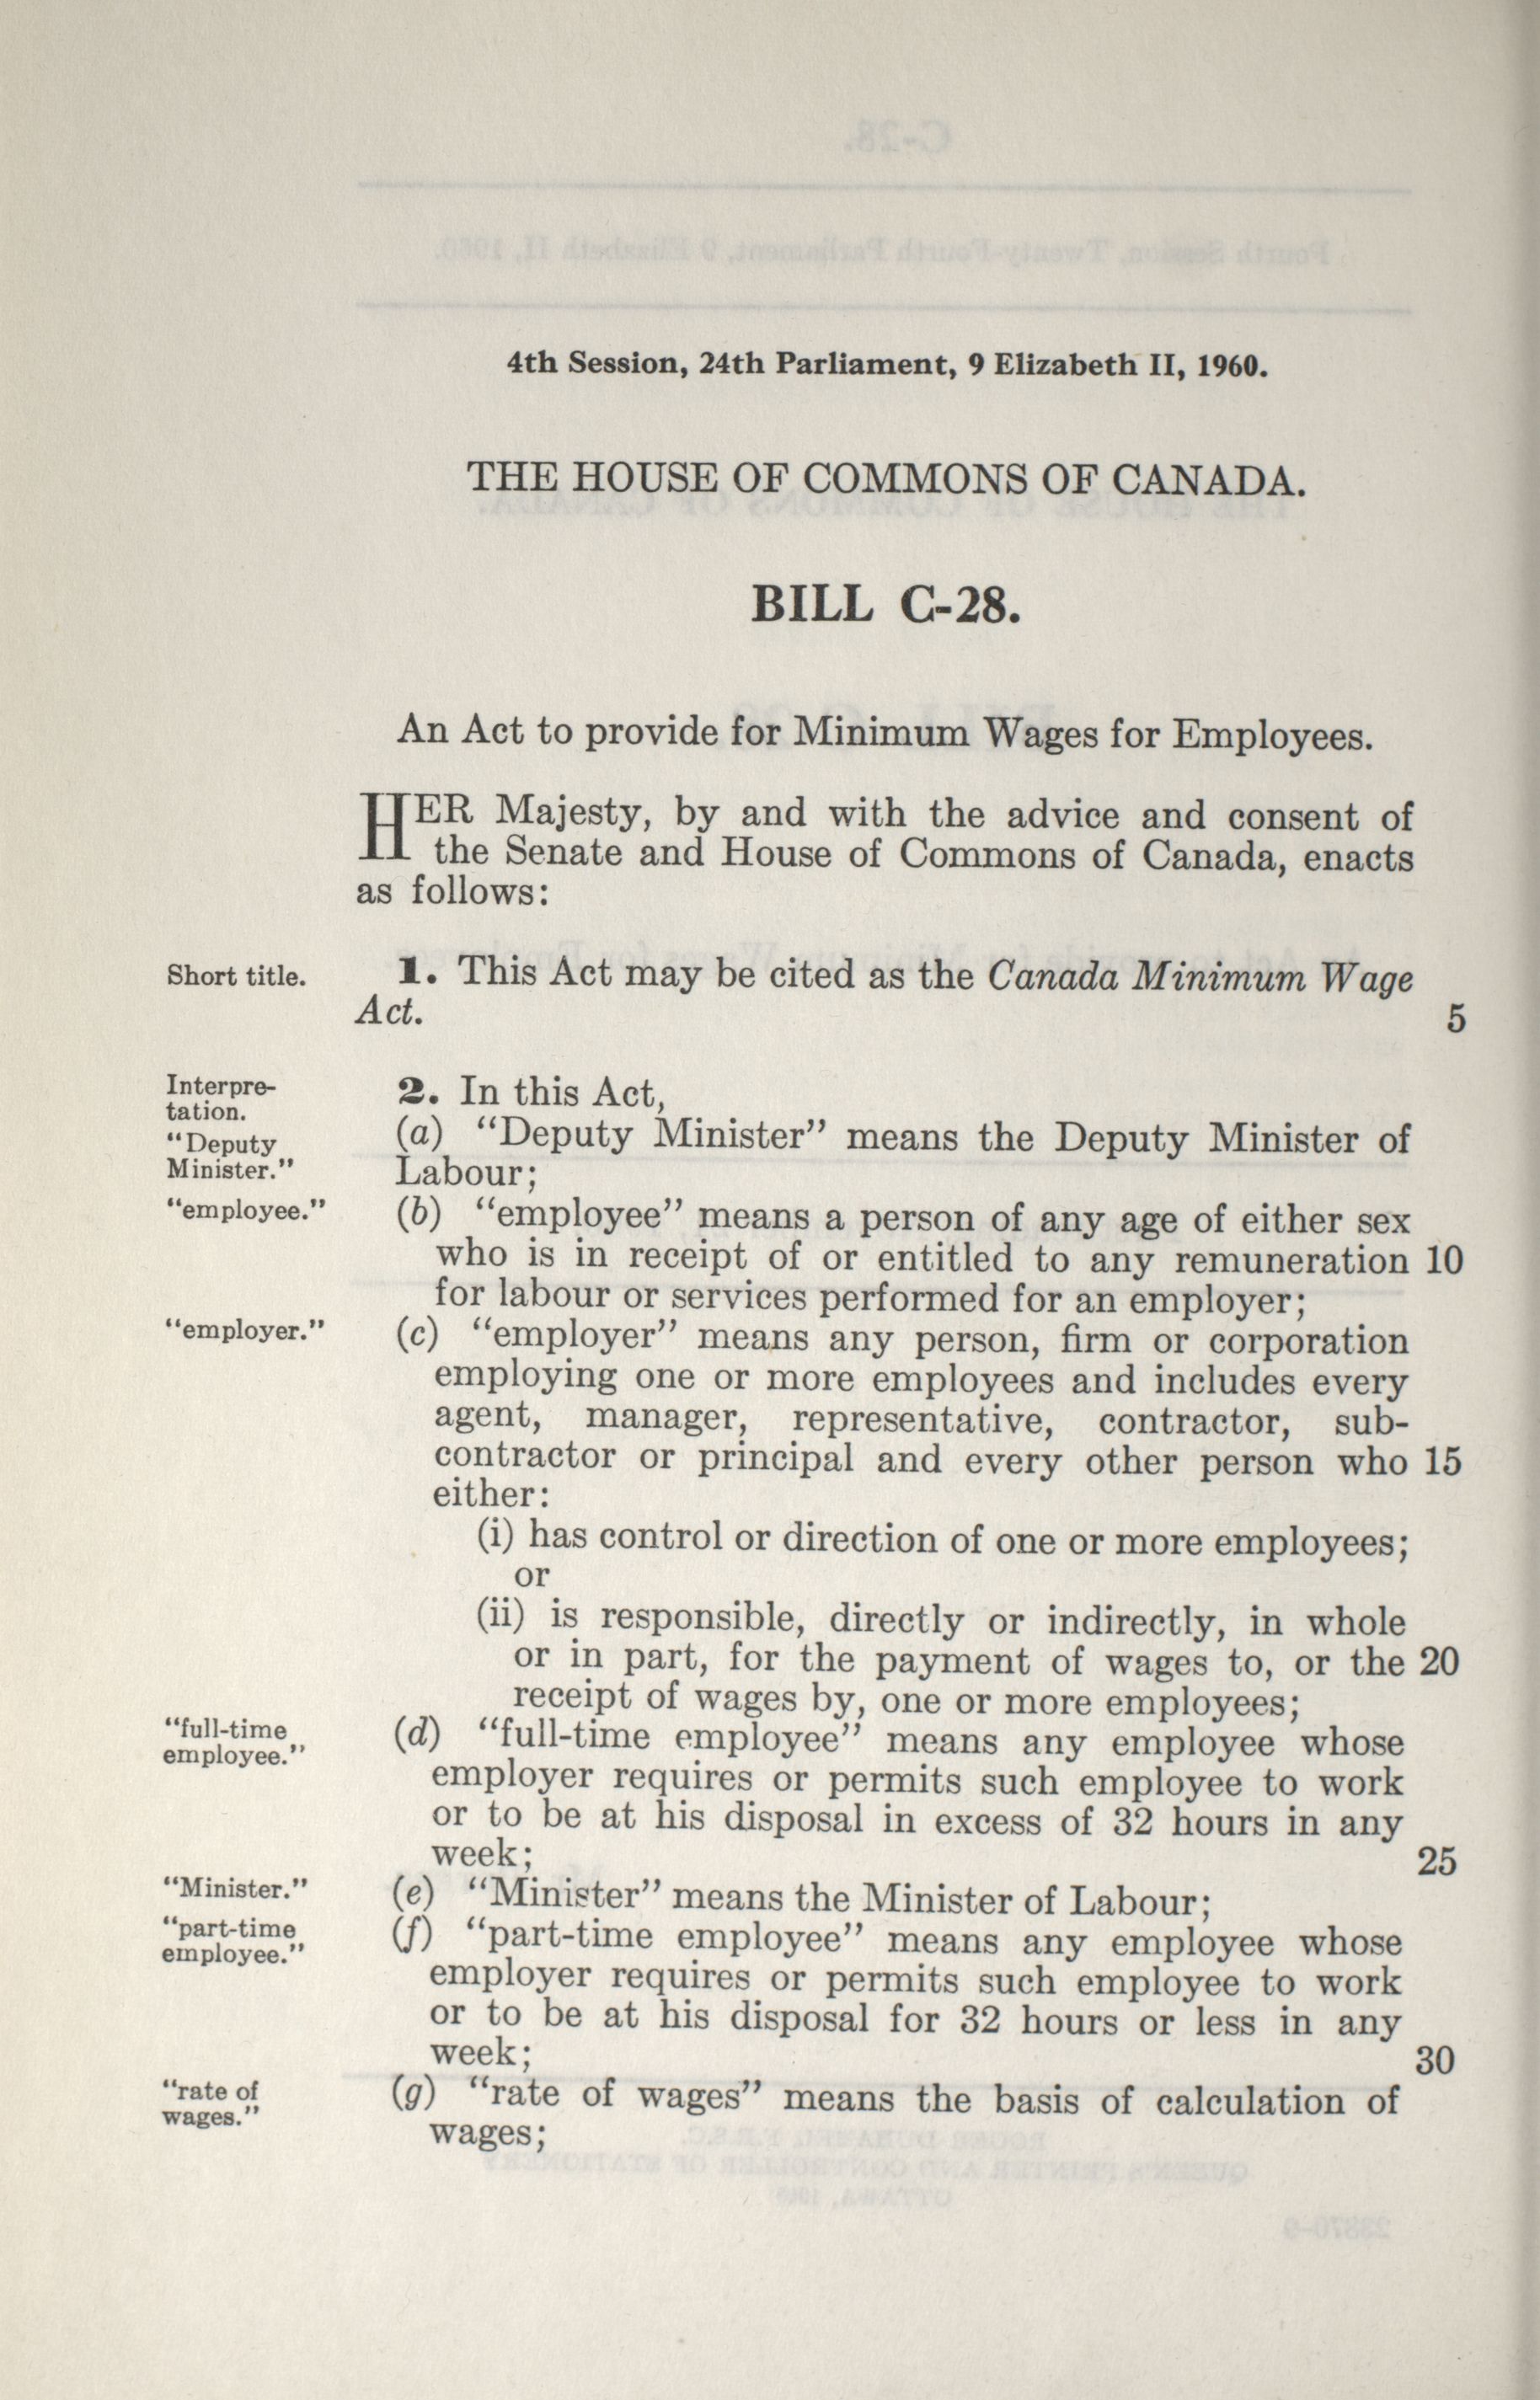 4th Session, 24th Parliament, 9 Elizabeth II, 1960.
THE HOUSE OF COMMONS OF CANADA.
BILL C-28.
An Act to provide for Minimum Wages for Employees.
HER Majesty, by and with the advice and consent of
the Senate and House of Commons of Canada, enacts
as follows:
Short title.
1. This Act may be cited as the Canada Minimum Wage
Act.
5
Interpre-
tation.
2. In this Act,
"Deputy
Minister."
(a) "Deputy Minister" means the Deputy Minister of
Labour;
"employee."
(b) "employee" means a person of any age of either sex
who is in receipt of or entitled to any remuneration 10
for labour or services performed for an employer;
"employer."
(c) "employer" means any person, firm or corporation
employing one or more employees and includes every
agent, manager, representative, contractor, sub-
contractor or principal and every other person who 15
either:
(i) has control or direction of one or more employees;
or
(ii) is responsible, directly or indirectly, in whole
or in part, for the payment of wages to, or the 20
receipt of wages by, one or more employees;
"full-time
employee."
(d) "full-time employee" means any employee whose
employer requires or permits such employee to work
or to be at his disposal in excess of 32 hours in any
week;
25
"Minister."
(e) "Minister" means the Minister of Labour;
"part-time
employee."
(f) "part-time employee" means any employee whose
employer requires or permits such employee to work
or to be at his disposal for 32 hours or less in any
week;
30
"rate of
wages."
(g) "rate of wages" means the basis of calculation of
wages;